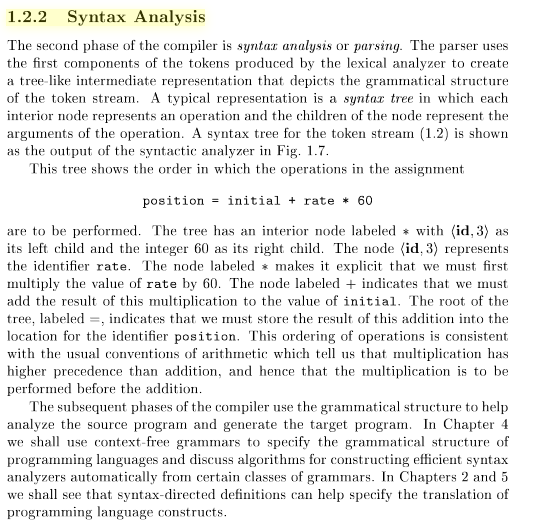 1.2.2 Syntax Analysis
The second phase of the compiler is syntax analysis or parsing. The parser uses
the first components of the tokens produced by the lexical analyzer to create
a tree-like intermediate representation that depicts the grammatical structure
of the token stream. A typical representation is a syntax tree in which each
interior node represents an operation and the children of the node represent the
arguments of the operation. A syntax tree for the token stream (1.2) is shown
as the output of the syntactic analyzer in Fig. 1.7.
This tree shows the order in which the operations in the assignment
position = initial + rate * 60
are to be performed. The tree has an interior node labeled * with ⟨id, 3⟩ as
its left child and the integer 60 as its right child. The node ⟨id, 3⟩ represents
the identifier rate. The node labeled * makes it explicit that we must first
multiply the value of rate by 60. The node labeled + indicates that we must
add the result of this multiplication to the value of initial. The root of the
tree, labeled =, indicates that we must store the result of this addition into the
location for the identifier position. This ordering of operations is consistent
with the usual conventions of arithmetic which tell us that multiplication has
higher precedence than addition, and hence that the multiplication is to be
performed before the addition.
The subsequent phases of the compiler use the grammatical structure to help
analyze the source program and generate the target program. In Chapter 4
we shall use context-free grammars to specify the grammatical structure of
programming languages and discuss algorithms for constructing efficient syntax
analyzers automatically from certain classes of grammars. In Chapters 2 and 5
we shall see that syntax-directed definitions can help specify the translation of
programming language constructs.